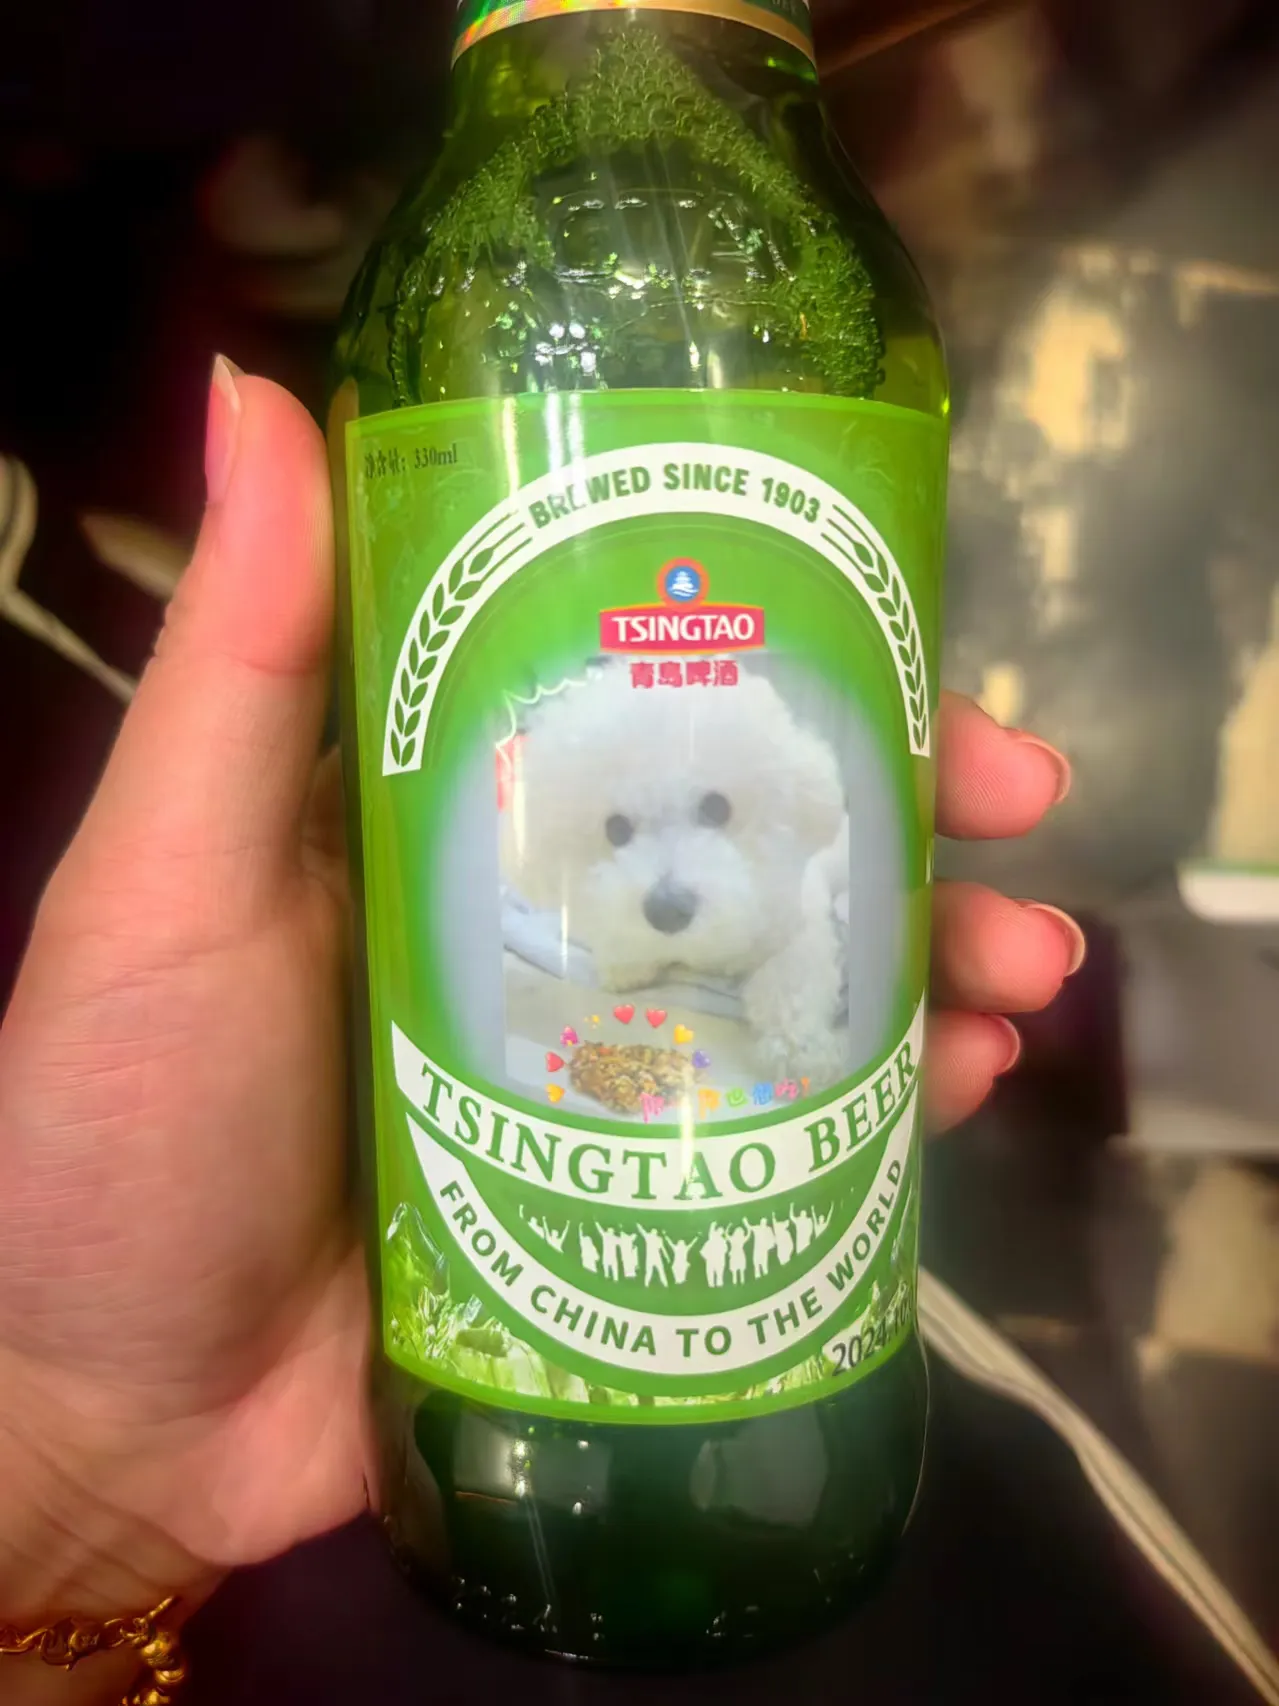 净含量: 330ml
BREWED SINCE 1903
TSINGTAO
青岛啤酒
TSINGTAO BEER
FROM CHINA TO THE WORLD